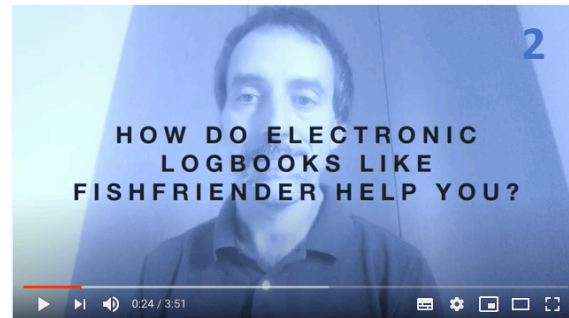 2
HOW DO ELECTRONIC
LOGBOOKS LIKE
FISHFRIENDER HELP YOU?
0:24 / 3:51